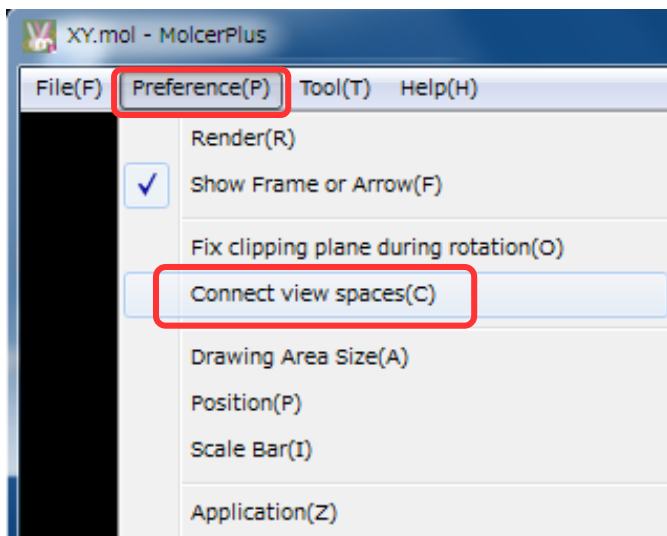 XY.mol - MolcerPlus
File(F) Preference(P) Tool(T) Help(H)
Render(R)
Show Frame or Arrow(F)
Fix clipping plane during rotation(O)
Connect view spaces(C)
Drawing Area Size(A)
Position(P)
Scale Bar(I)
Application(Z)